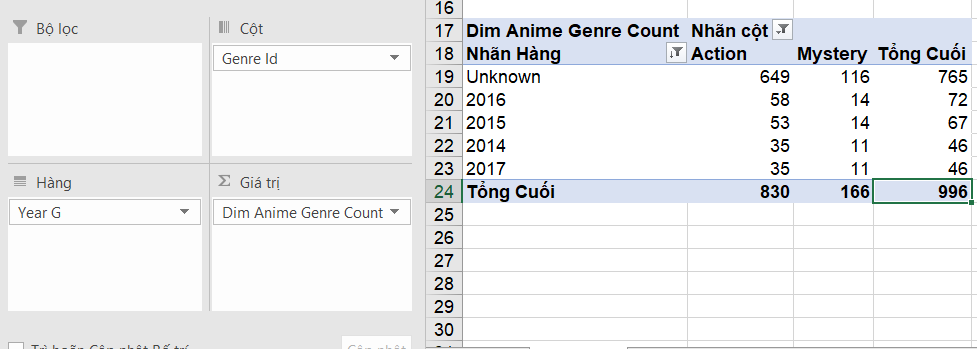 Bộ lọc
Cột
Genre Id
Hàng
Giá trị
Year G
Dim Anime Genre Count
Trì hoãn Cập nhật Bố trí
Cập nhật
16
17 Dim Anime Genre Count Nhãn cột
18 Nhãn Hàng Action Mystery Tổng Cuối
19 Unknown 649 116 765
20 2016 58 14 72
21 2015 53 14 67
22 2014 35 11 46
23 2017 35 11 46
24 Tổng Cuối 830 166 996
25
26
27
28
29
30